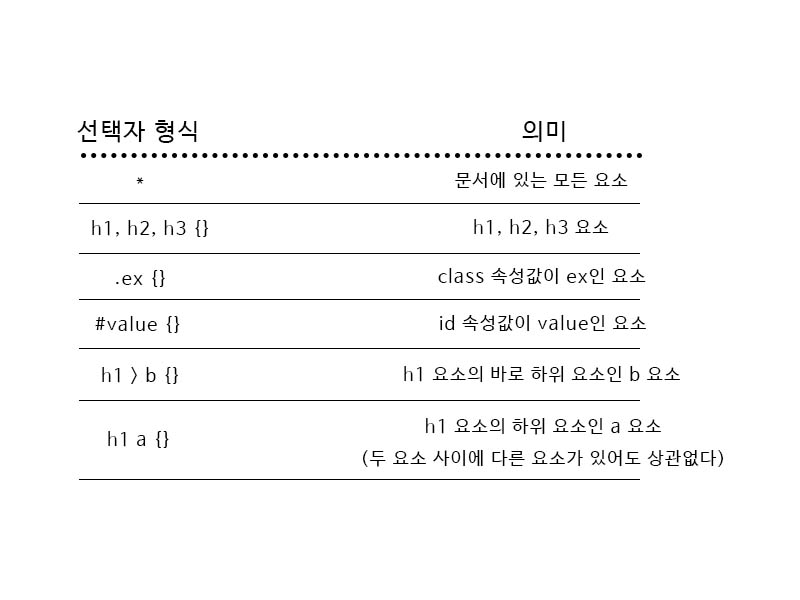 선택자 형식 의미
* 문서에 있는 모든 요소
h1, h2, h3 {} h1, h2, h3 요소
.ex {} class 속성값이 ex인 요소
#value {} id 속성값이 value인 요소
h1 > b {} h1 요소의 바로 하위 요소인 b 요소
h1 a {} h1 요소의 하위 요소인 a 요소
(두 요소 사이에 다른 요소가 있어도 상관없다)